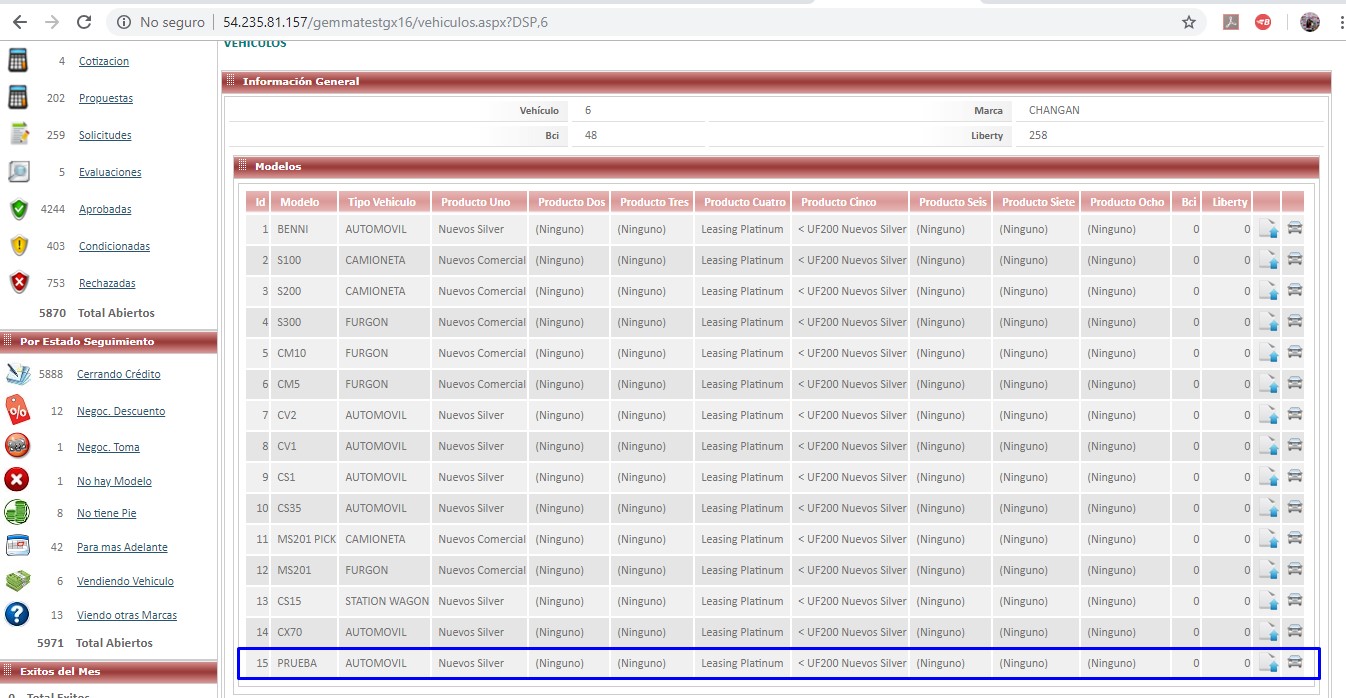 No seguro | 54.235.81.157/gemmatestgx16/vehiculos.aspx?DSP,6
4 Cotizacion
202 Propuestas
259 Solicitudes
5 Evaluaciones
4244 Aprobadas
403 Condicionadas
753 Rechazadas
5870 Total Abiertos
Por Estado Seguimiento
5888 Cerrando Crédito
% 12 Negoc. Descuento
1 Negoc. Toma
1 No hay Modelo
8 No tiene Pie
42 Para mas Adelante
6 Vendiendo Vehiculo
? 13 Viendo otras Marcas
5971 Total Abiertos
Exitos del Mes
0 Total Exitos
VEHICULOS
Información General
Vehículo 6 Marca CHANGAN
Bci 48 Liberty 258
Modelos
Id Modelo Tipo Vehiculo Producto Uno Producto Dos Producto Tres Producto Cuatro Producto Cinco Producto Seis Producto Siete Producto Ocho Bci Liberty
1 BENNI AUTOMOVIL Nuevos Silver (Ninguno) (Ninguno) Leasing Platinum < UF200 Nuevos Silver (Ninguno) (Ninguno) (Ninguno) 0 0
2 S100 CAMIONETA Nuevos Comercial (Ninguno) (Ninguno) Leasing Platinum < UF200 Nuevos Silver (Ninguno) (Ninguno) (Ninguno) 0 0
3 S200 CAMIONETA Nuevos Comercial (Ninguno) (Ninguno) Leasing Platinum < UF200 Nuevos Silver (Ninguno) (Ninguno) (Ninguno) 0 0
4 S300 FURGON Nuevos Comercial (Ninguno) (Ninguno) Leasing Platinum < UF200 Nuevos Silver (Ninguno) (Ninguno) (Ninguno) 0 0
5 CM10 FURGON Nuevos Comercial (Ninguno) (Ninguno) Leasing Platinum < UF200 Nuevos Silver (Ninguno) (Ninguno) (Ninguno) 0 0
6 CM5 FURGON Nuevos Comercial (Ninguno) (Ninguno) Leasing Platinum < UF200 Nuevos Silver (Ninguno) (Ninguno) (Ninguno) 0 0
7 CV2 AUTOMOVIL Nuevos Silver (Ninguno) (Ninguno) Leasing Platinum < UF200 Nuevos Silver (Ninguno) (Ninguno) (Ninguno) 0 0
8 CV1 AUTOMOVIL Nuevos Silver (Ninguno) (Ninguno) Leasing Platinum < UF200 Nuevos Silver (Ninguno) (Ninguno) (Ninguno) 0 0
9 CS1 AUTOMOVIL Nuevos Silver (Ninguno) (Ninguno) Leasing Platinum < UF200 Nuevos Silver (Ninguno) (Ninguno) (Ninguno) 0 0
10 CS35 AUTOMOVIL Nuevos Silver (Ninguno) (Ninguno) Leasing Platinum < UF200 Nuevos Silver (Ninguno) (Ninguno) (Ninguno) 0 0
11 MS201 PICK CAMIONETA Nuevos Comercial (Ninguno) (Ninguno) Leasing Platinum < UF200 Nuevos Silver (Ninguno) (Ninguno) (Ninguno) 0 0
12 MS201 FURGON Nuevos Comercial (Ninguno) (Ninguno) Leasing Platinum < UF200 Nuevos Silver (Ninguno) (Ninguno) (Ninguno) 0 0
13 CS15 STATION WAGON Nuevos Silver (Ninguno) (Ninguno) Leasing Platinum < UF200 Nuevos Silver (Ninguno) (Ninguno) (Ninguno) 0 0
14 CX70 AUTOMOVIL Nuevos Silver (Ninguno) (Ninguno) Leasing Platinum < UF200 Nuevos Silver (Ninguno) (Ninguno) (Ninguno) 0 0
15 PRUEBA AUTOMOVIL Nuevos Silver (Ninguno) (Ninguno) Leasing Platinum < UF200 Nuevos Silver (Ninguno) (Ninguno) (Ninguno) 0 0